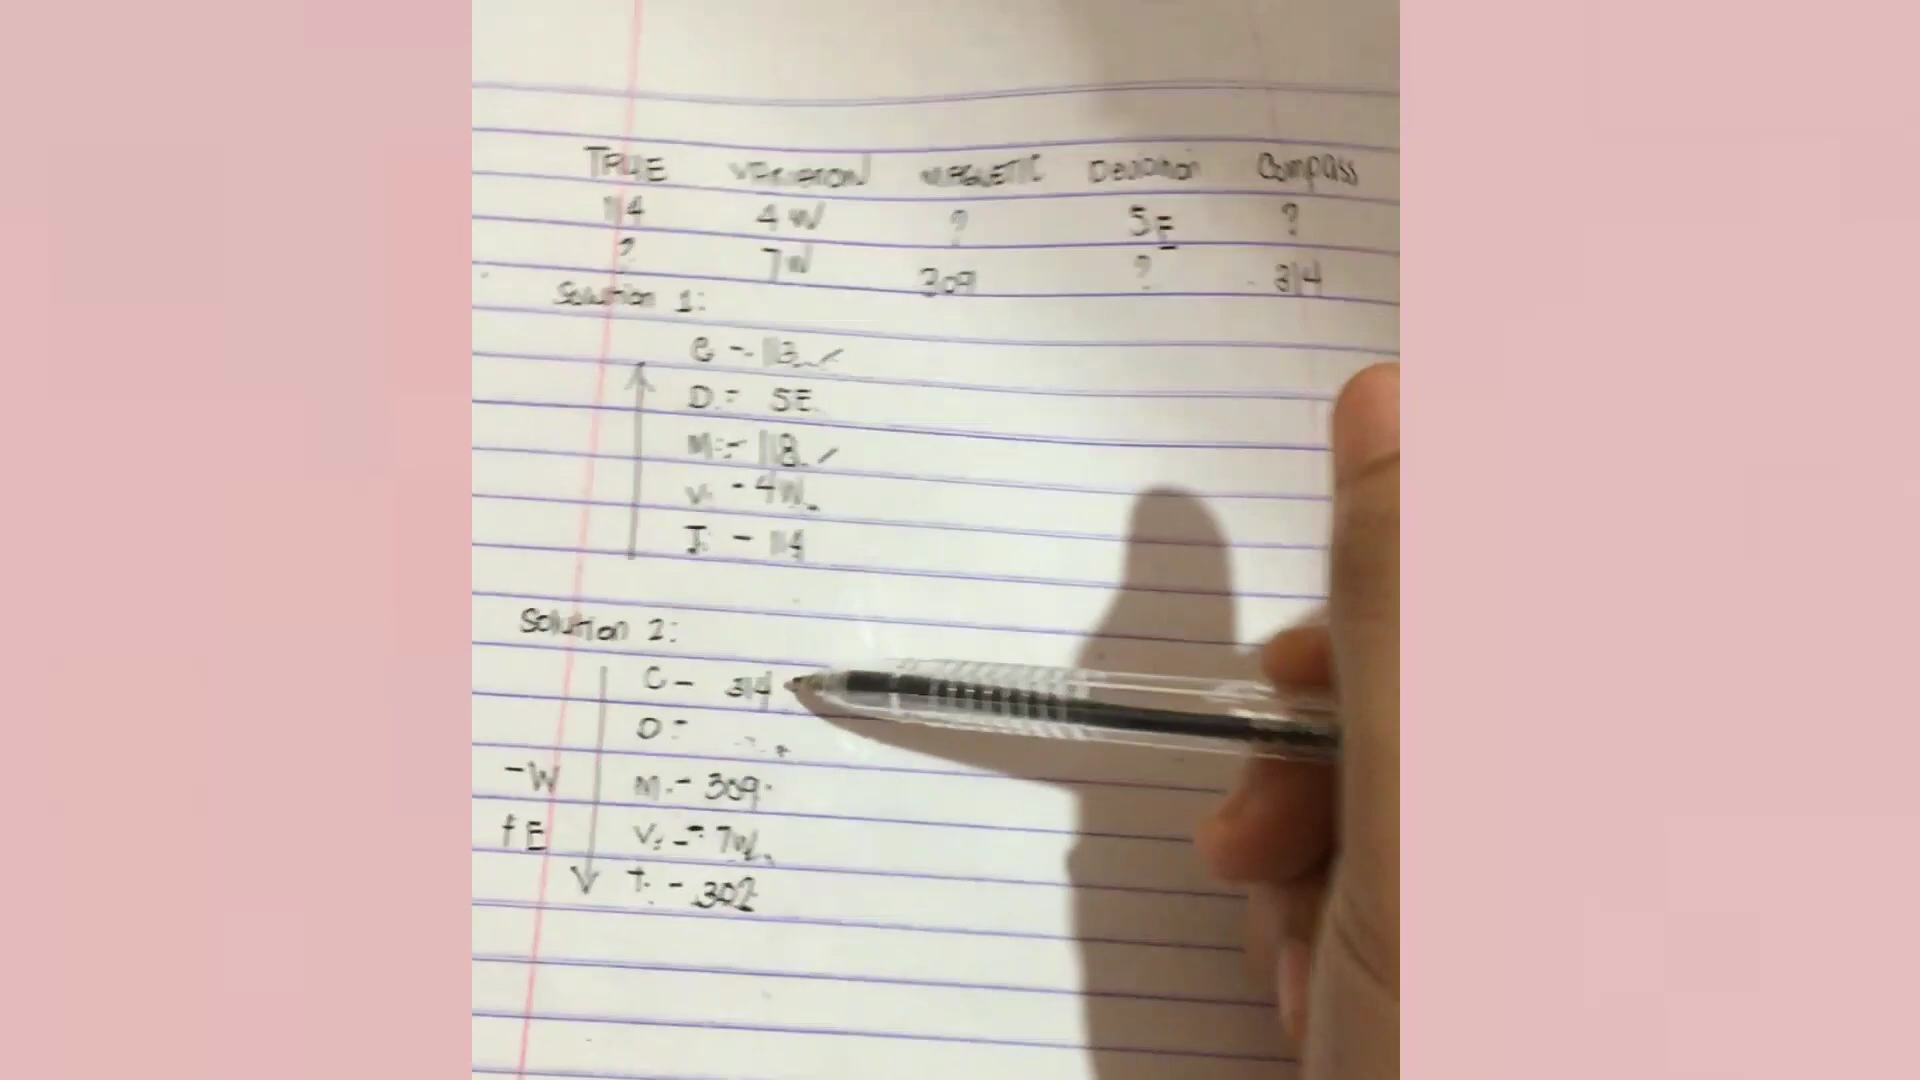 TRUE VARIATION MAGNETIC Deviation Compass
114 4W ? 5E ?
? 7W 309 ? 314
Solution 1:
C - 113
D: - 5E
M: - 118
V: - 4W
T: - 114
Solution 2:
C - 314
D: -
-W M: - 309
+E V: - 7W
T: - 302